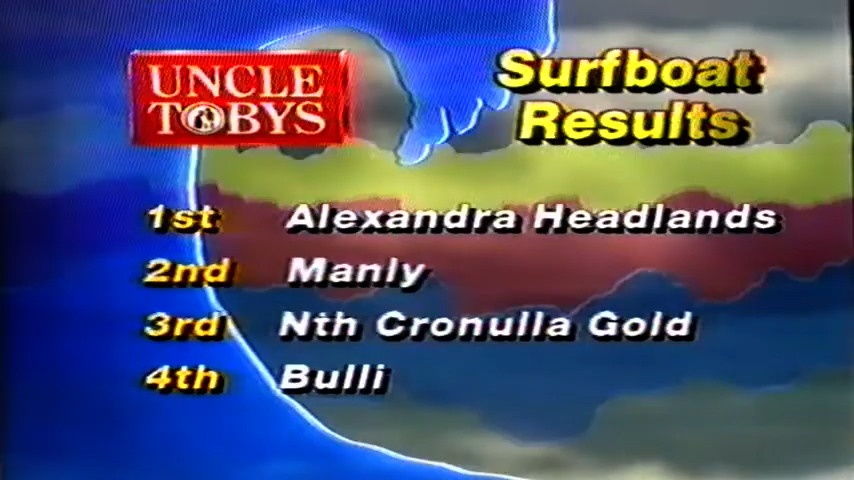 UNCLE
TOBYS
Surfboat
Results
1st Alexandra Headlands
2nd Manly
3rd Nth Cronulla Gold
4th Bulli